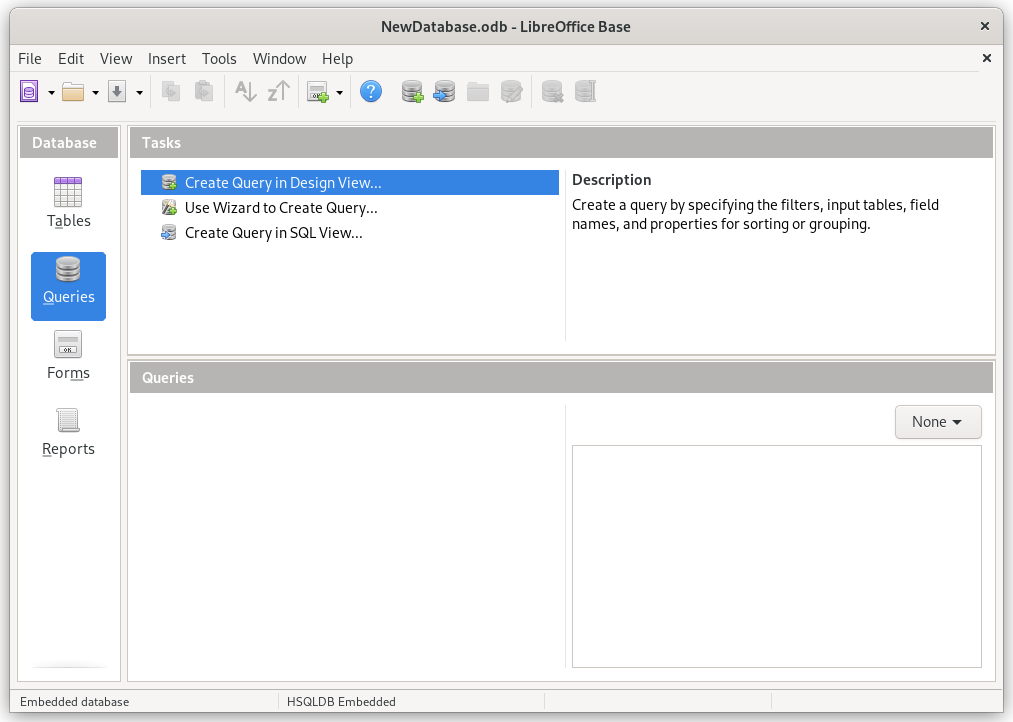 NewDatabase.odb - LibreOffice Base
File Edit View Insert Tools Window Help
Database
Tables
Queries
Forms
Reports
Tasks
Create Query in Design View...
Use Wizard to Create Query...
Create Query in SQL View...
Description
Create a query by specifying the filters, input tables, field
names, and properties for sorting or grouping.
Queries
None
Embedded database
HSQLDB Embedded